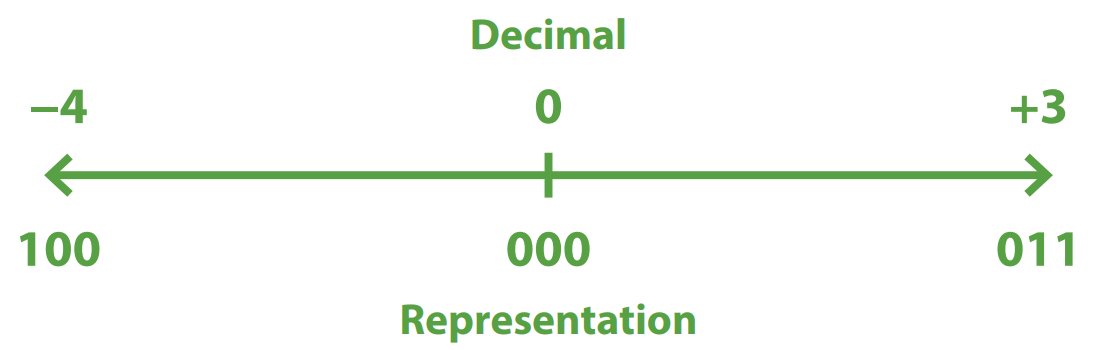 Decimal
–4 0 +3
100 000 011
Representation